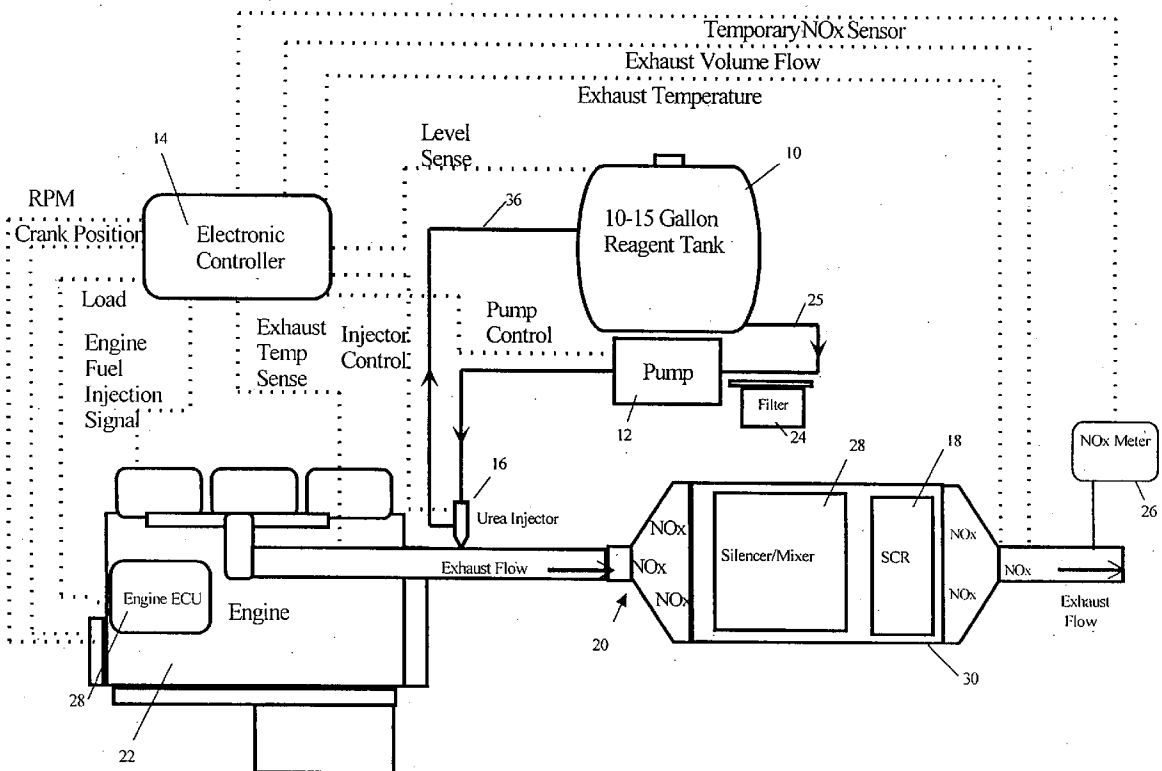 Temporary NOx Sensor
Exhaust Volume Flow
Exhaust Temperature
14
Level
Sense
10
RPM
Crank Position
Electronic
Controller
36
10-15 Gallon
Reagent Tank
Load
Engine
Fuel
Injection
Signal
Exhaust
Temp
Sense
Injector
Control
Pump
Control
25
Pump
12
Filter
24
NOx Meter
26
16
Urea Injector
28
18
NOx
NOx
NOx
Silencer/Mixer
SCR
NOx
NOx
NOx
Exhaust Flow
Exhaust
Flow
Engine ECU
Engine
20
30
28
22